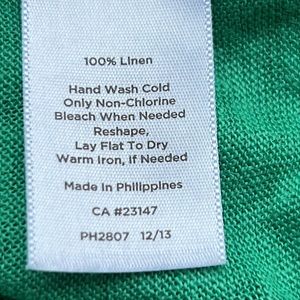 100% Linen
Hand Wash Cold
Only Non-Chlorine
Bleach When Needed
Reshape,
Lay Flat To Dry
Warm Iron, if Needed
Made In Philippines
CA #23147
PH2807 12/13